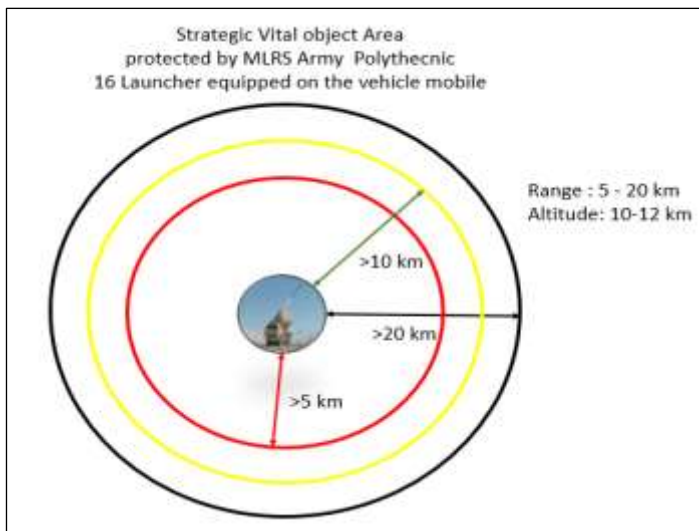 Strategic Vital object Area
protected by MLRS Army Polythecnic
16 Launcher equipped on the vehicle mobile
Range : 5 - 20 km
Altitude: 10-12 km
>10 km
>20 km
>5 km